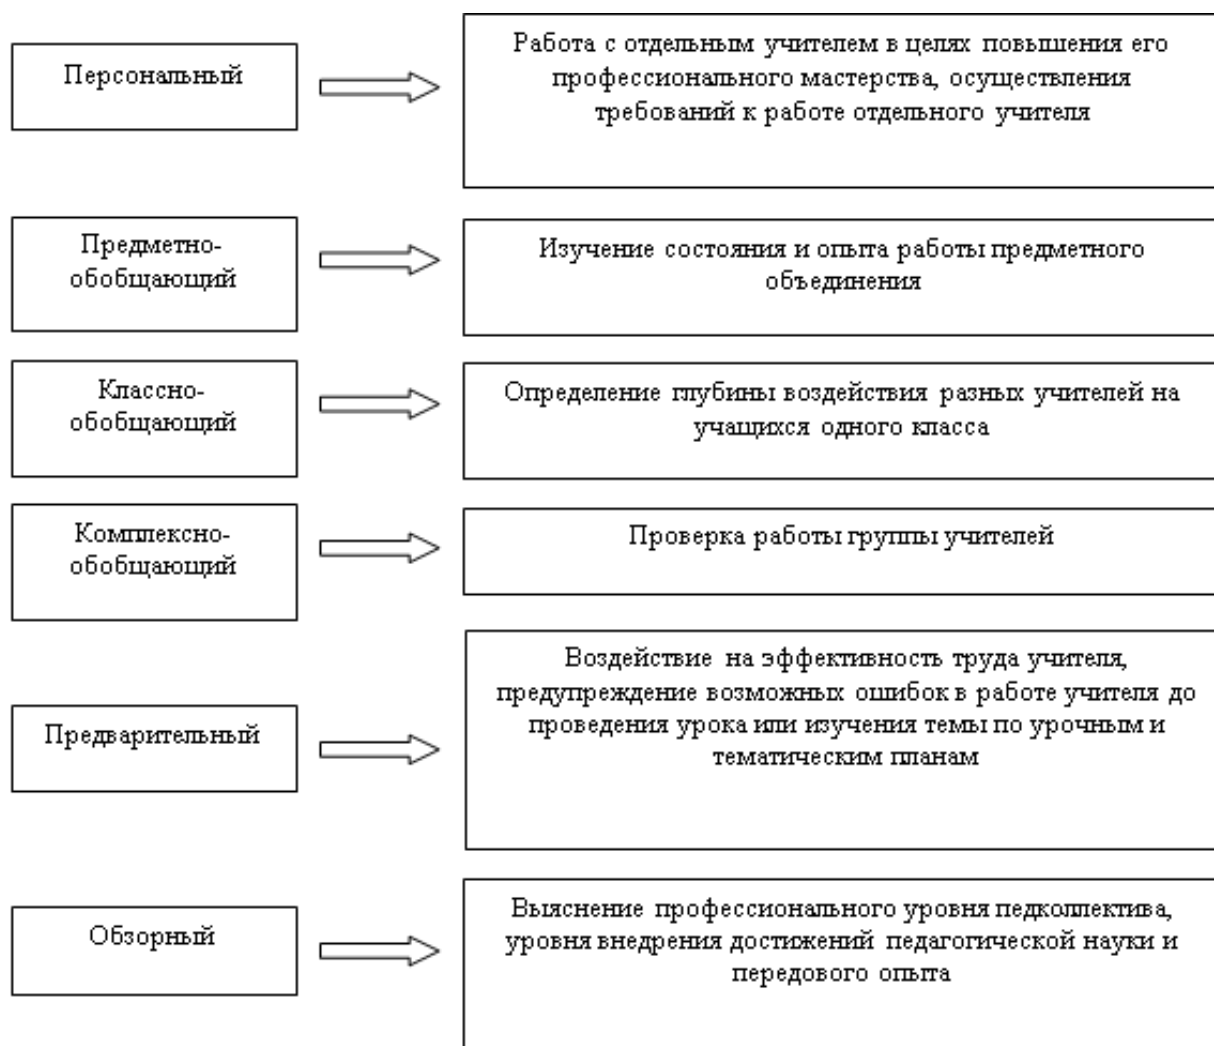 Персональный
Работа с отдельным учителем в целях повышения его
профессионального мастерства, осуществления
требований к работе отдельного учителя
Предметно-
обобщающий
Изучение состояния и опыта работы предметного
объединения
Классно-
обобщающий
Определение глубины воздействия разных учителей на
учащихся одного класса
Комплексно-
обобщающий
Проверка работы группы учителей
Предварительный
Воздействие на эффективность труда учителя,
предупреждение возможных ошибок в работе учителя до
проведения урока или изучения темы по урочным и
тематическим планам
Обзорный
Выяснение профессионального уровня педколлектива,
уровня внедрения достижений педагогической науки и
передового опыта